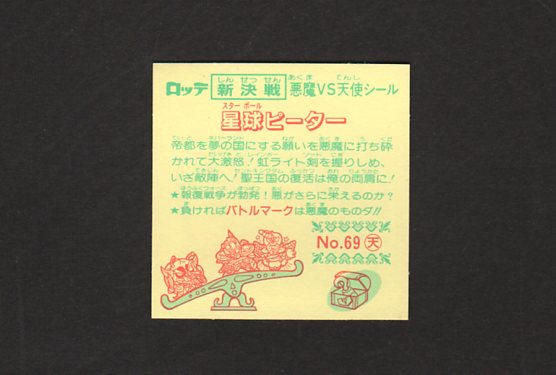 ロッテ 新決戦 悪魔VS天使シール
星球ピーター
帝都を夢の国にする願いを悪魔に打ち砕
かれて大激怒!虹ライト剣を握りしめ、
いざ敵陣へ!聖王国の復活は俺の両肩に!
★報復戦争が勃発!悪がさらに栄えるのか?
★負ければバトルマークは悪魔のものダ!!
No.69 天